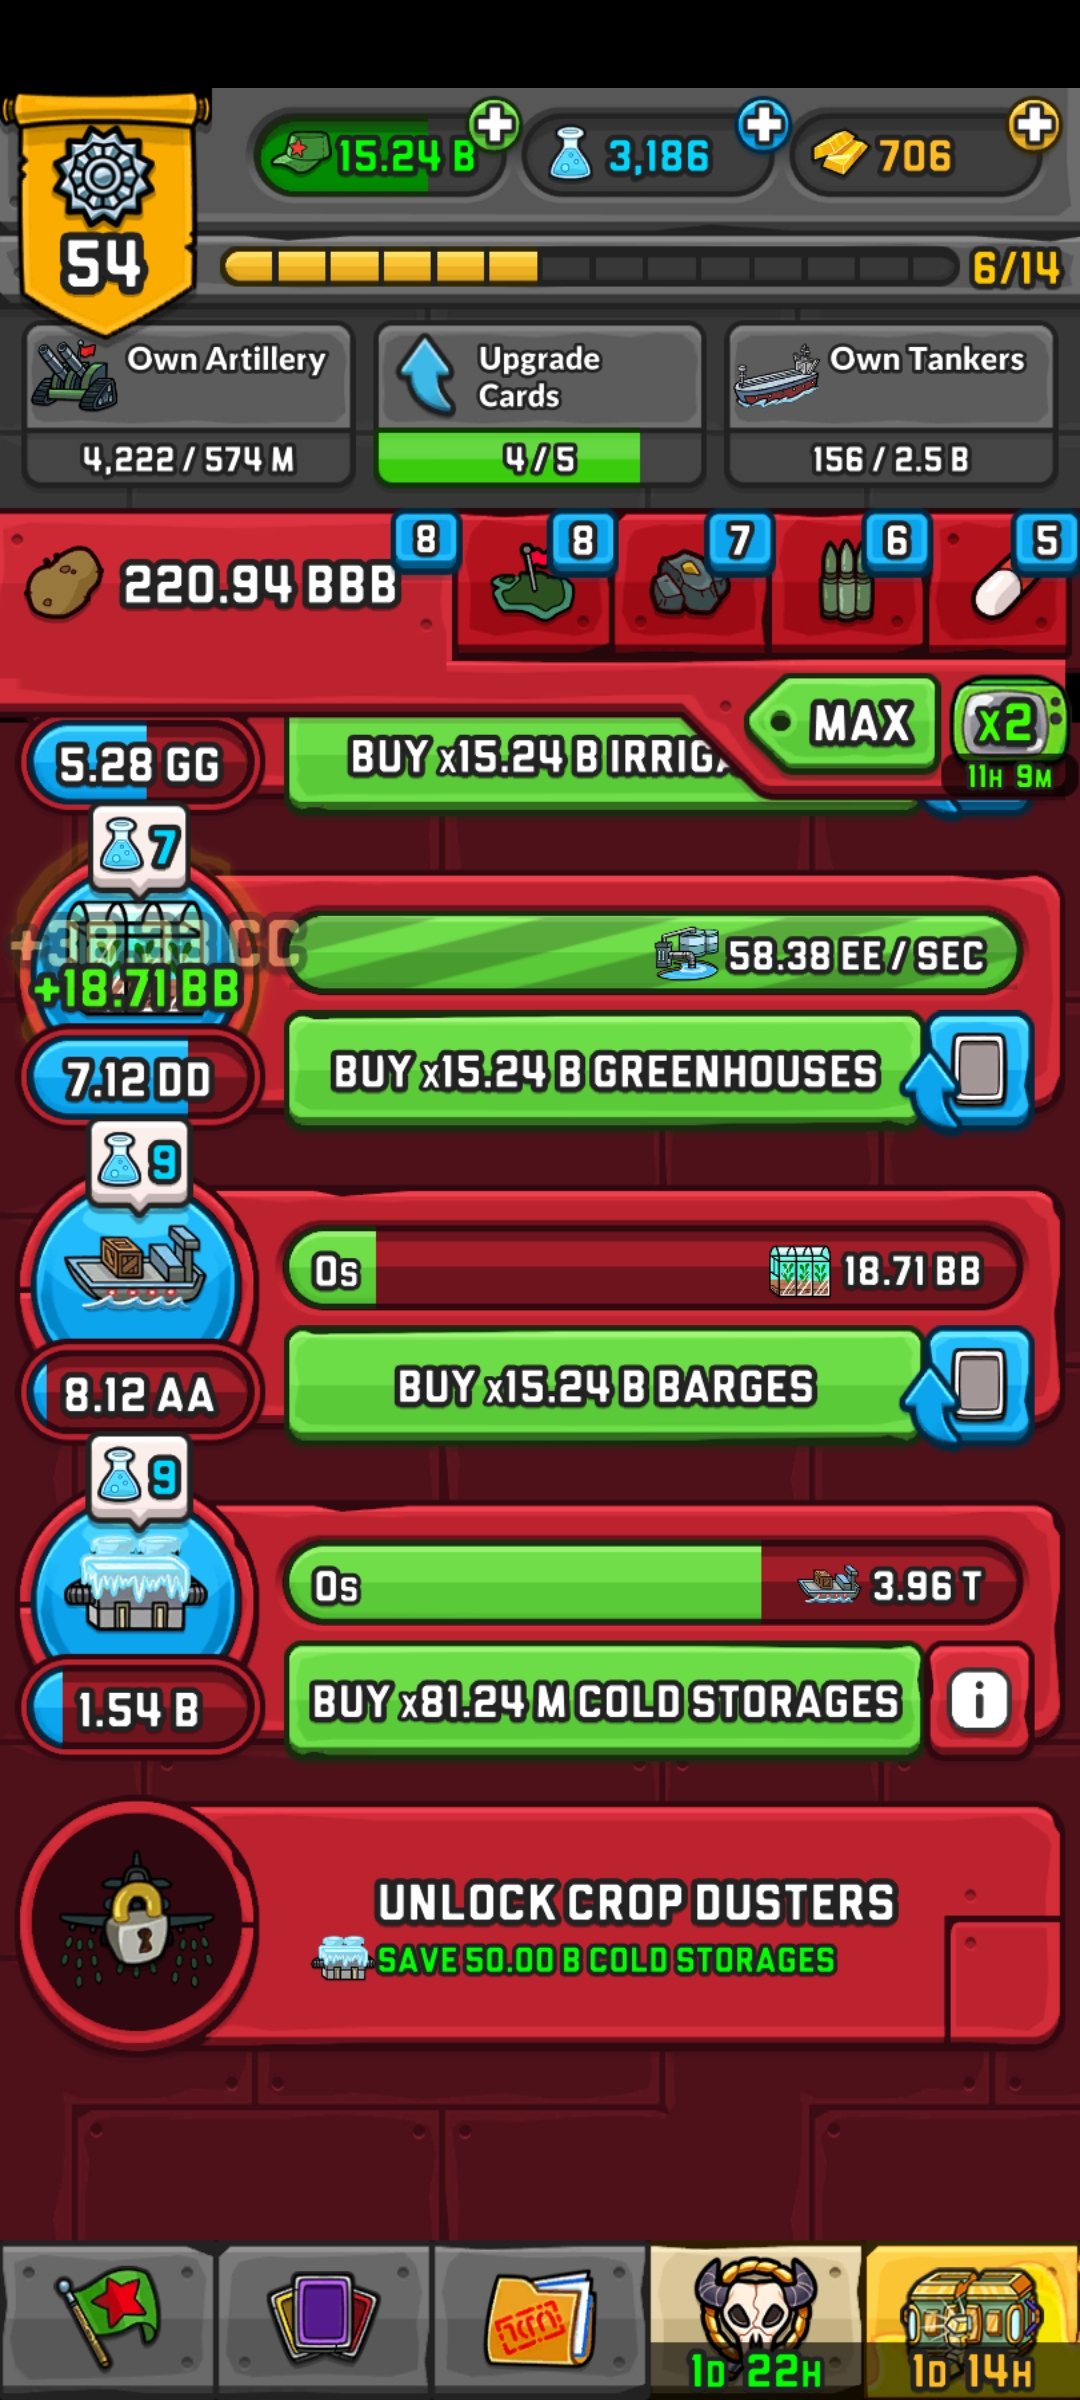 15.24 B
3,186
706
54
6/14
Own Artillery
4,222 / 574 M
Upgrade
Cards
4 / 5
Own Tankers
156 / 2.5 B
220.94 BBB
8
8
7
6
5
MAX
x2
11H 9M
5.28 GG
BUY x15.24 B
7
+18.71 BB
58.38 EE / SEC
7.12 DD
BUY x15.24 B GREENHOUSES
9
0s
18.71 BB
8.12 AA
BUY x15.24 B BARGES
9
0s
3.96 T
1.54 B
BUY x81.24 M COLD STORAGES
i
UNLOCK CROP DUSTERS
SAVE 50.00 B COLD STORAGES
1D 22H
1D 14H